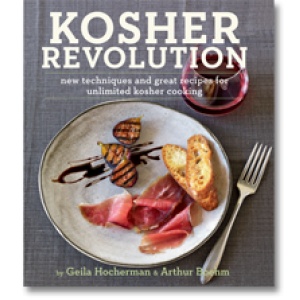 KOSHER
REVOLUTION
new techniques and great recipes for
unlimited kosher cooking
by Geila Hocherman & Arthur Boehm